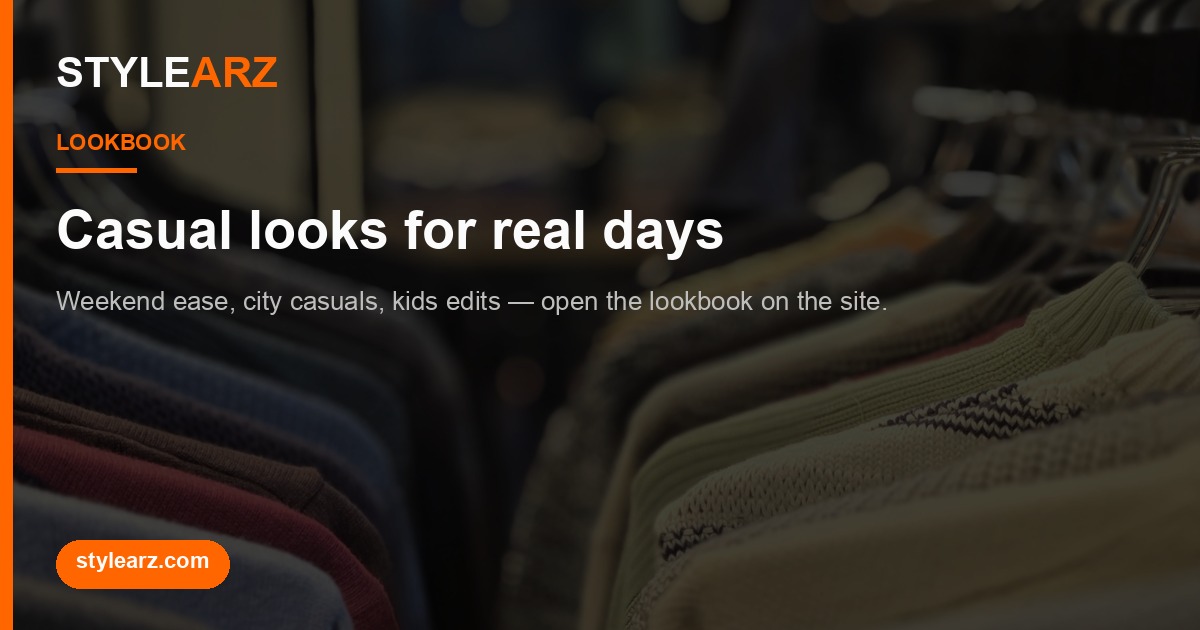 STYLEARZ
LOOKBOOK
Casual looks for real days
Weekend ease, city casuals, kids edits — open the lookbook on the site.
stylearz.com